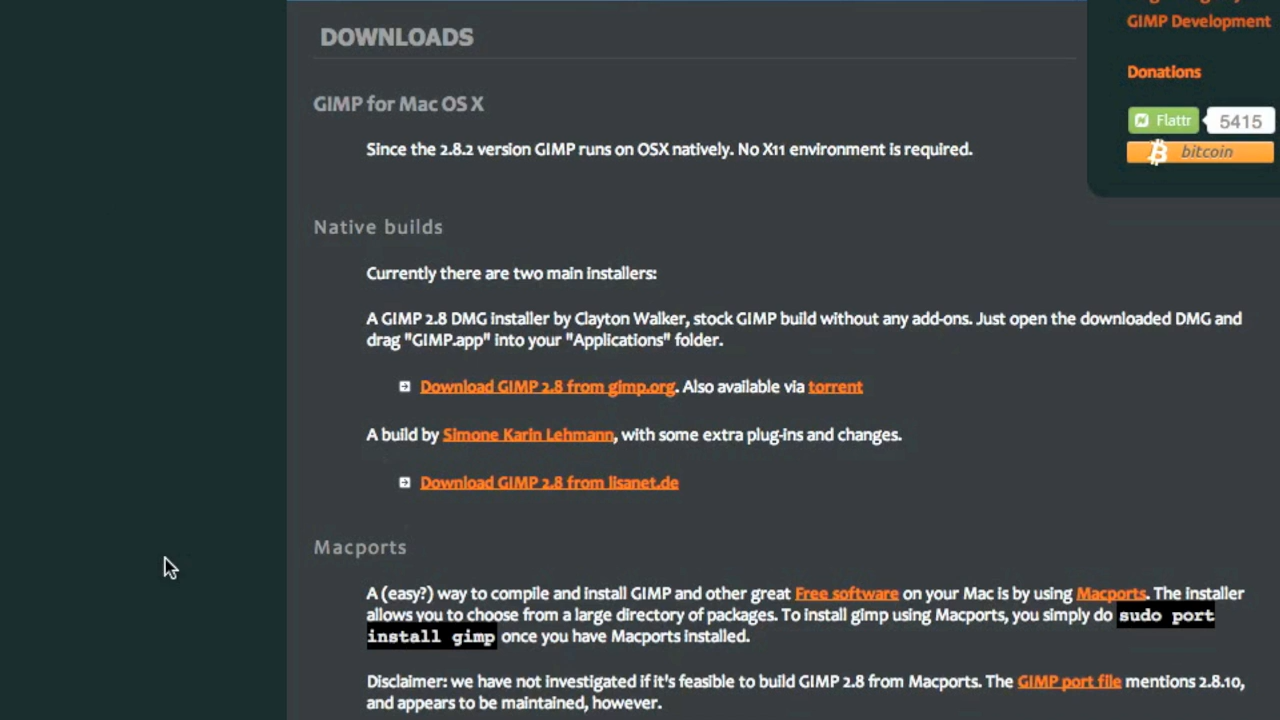 GIMP Development
DOWNLOADS
Donations
GIMP for Mac OS X
Flattr 5415
Since the 2.8.2 version GIMP runs on OSX natively. No X11 environment is required.
bitcoin
Native builds
Currently there are two main installers:
A GIMP 2.8 DMG installer by Clayton Walker, stock GIMP build without any add-ons. Just open the downloaded DMG and
drag "GIMP.app" into your "Applications" folder.
Download GIMP 2.8 from gimp.org. Also available via torrent
A build by Simone Karin Lehmann, with some extra plug-ins and changes.
Download GIMP 2.8 from lisanet.de
Macports
A (easy?) way to compile and install GIMP and other great Free software on your Mac is by using Macports. The installer
allows you to choose from a large directory of packages. To install gimp using Macports, you simply do sudo port
install gimp once you have Macports installed.
Disclaimer: we have not investigated if it's feasible to build GIMP 2.8 from Macports. The GIMP port file mentions 2.8.10,
and appears to be maintained, however.